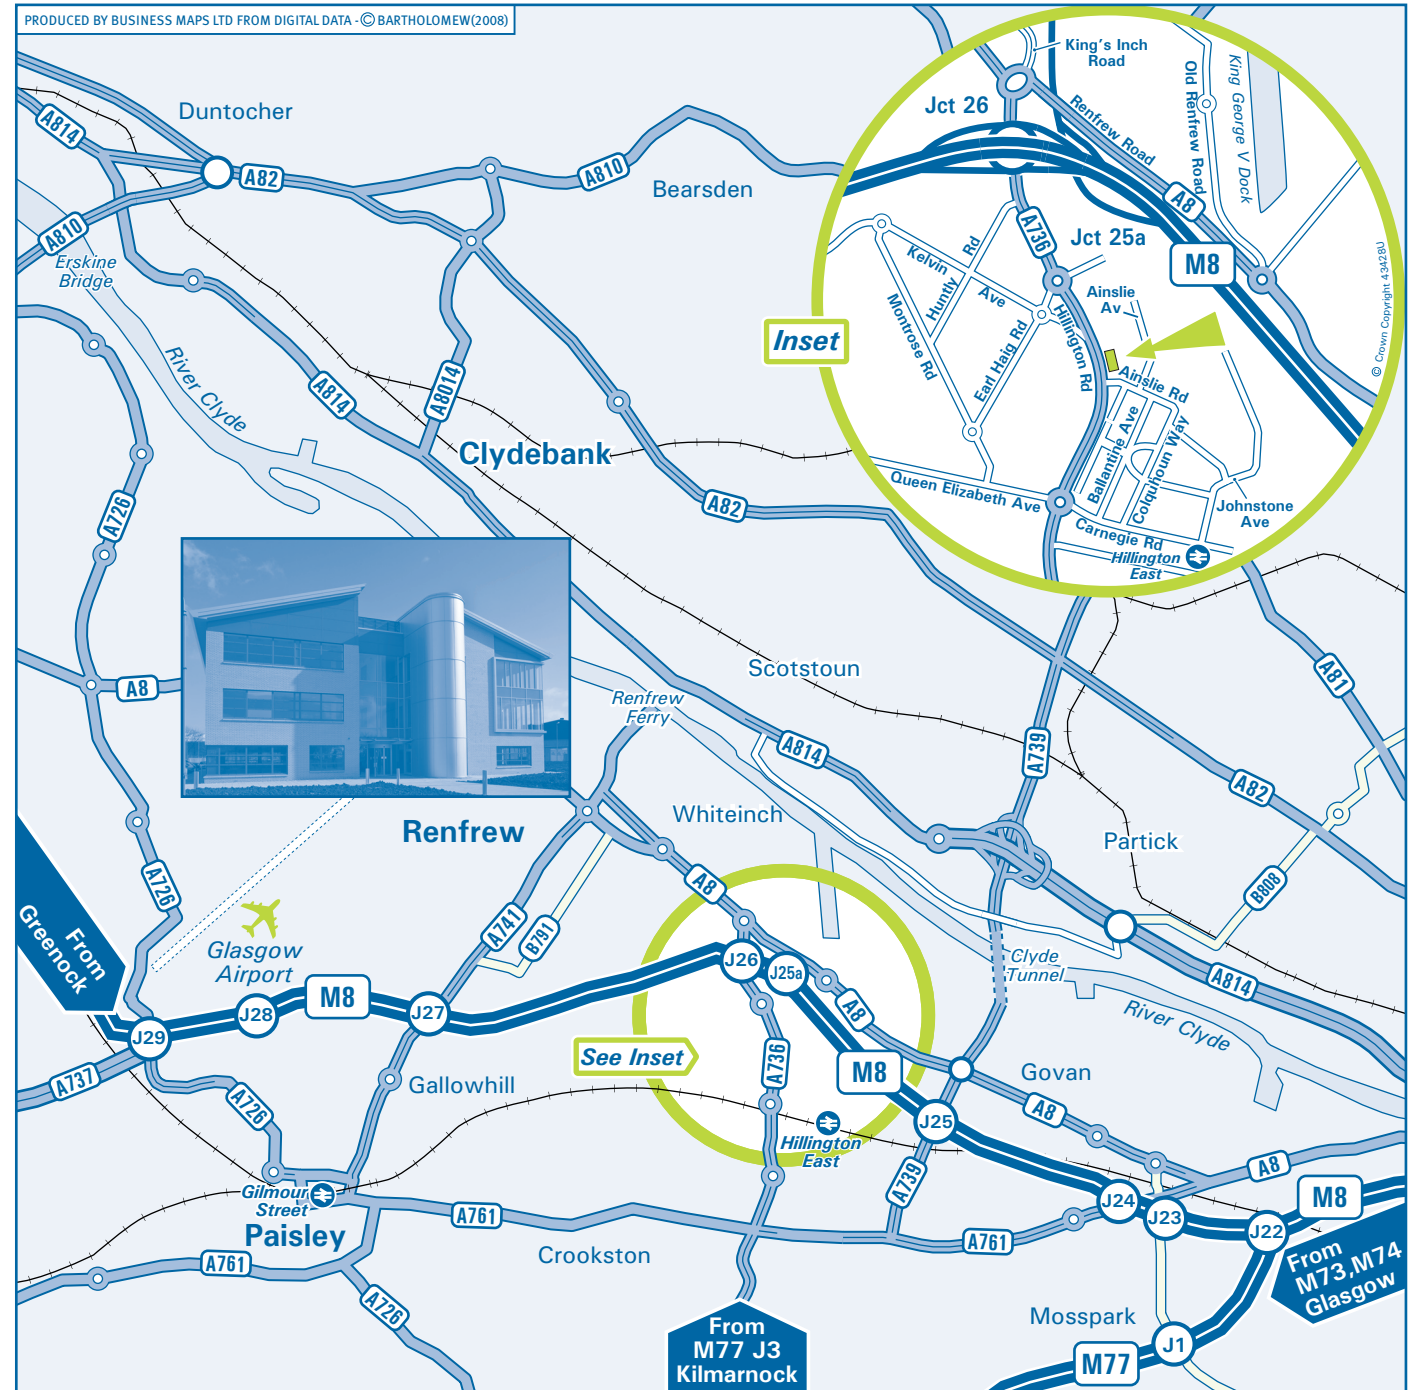 PRODUCED BY BUSINESS MAPS LTD FROM DIGITAL DATA - © BARTHOLOMEW(2008)
King's Inch
Road
Jct 26
Renfrew Road
Old Renfrew Road
King George V Dock
A8
A736
Jct 25a
M8
Kelvin
Ave
Huntly
Rd
Montrose Rd
Earl Haig Rd
Hillington Rd
Ainslie
Av
Ainslie Rd
Ballantine Ave
Colquhoun Way
Queen Elizabeth Ave
Carnegie Rd
Johnstone
Ave
Hillington
East
© Crown Copyright 43428U
Inset
Duntocher
A814
A82
A810
Bearsden
A810
Erskine
Bridge
River Clyde
A814
A8014
Clydebank
A82
A726
A8
Scotstoun
Renfrew
Ferry
A814
A739
A81
A82
Renfrew
Whiteinch
Partick
B808
A726
A741
B791
A8
From
Greenock
Glasgow
Airport
M8
J29
J28
J27
J26
J25a
A8
Clyde
Tunnel
A814
River Clyde
See Inset
A736
M8
Govan
A737
A726
Gallowhill
J25
A8
Hillington
East
A739
A8
Gilmour
Street
Paisley
A761
A761
J24
J23
J22
M8
A761
Crookston
A726
From
M73,M74
Glasgow
Mosspark
From
M77 J3
Kilmarnock
M77
J1